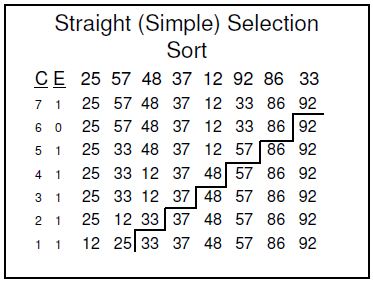 Straight (Simple) Selection
Sort
C E 25 57 48 37 12 92 86 33
7 1 25 57 48 37 12 33 86 92
6 0 25 57 48 37 12 33 86 92
5 1 25 33 48 37 12 57 86 92
4 1 25 33 12 37 48 57 86 92
3 1 25 33 12 37 48 57 86 92
2 1 25 12 33 37 48 57 86 92
1 1 12 25 33 37 48 57 86 92